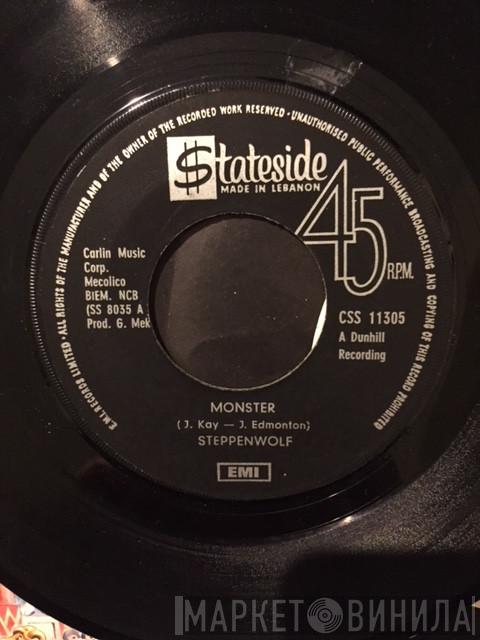 E.M.I. RECORDS LIMITED · ALL RIGHTS OF THE MANUFACTURER AND OF THE OWNER OF THE RECORDED WORK RESERVED · UNAUTHORISED PUBLIC PERFORMANCE BROADCASTING AND COPYING OF THIS RECORD PROHIBITED
$tateside
MADE IN LEBANON
45
R.P.M.
Carlin Music
Corp.
Mecolico
BIEM. NCB
(SS 8035 A
Prod. G. Mek
CSS 11305
A Dunhill
Recording
MONSTER
(J. Kay — J. Edmonton)
STEPPENWOLF
EMI
МАРКЕТ ВИНИЛА